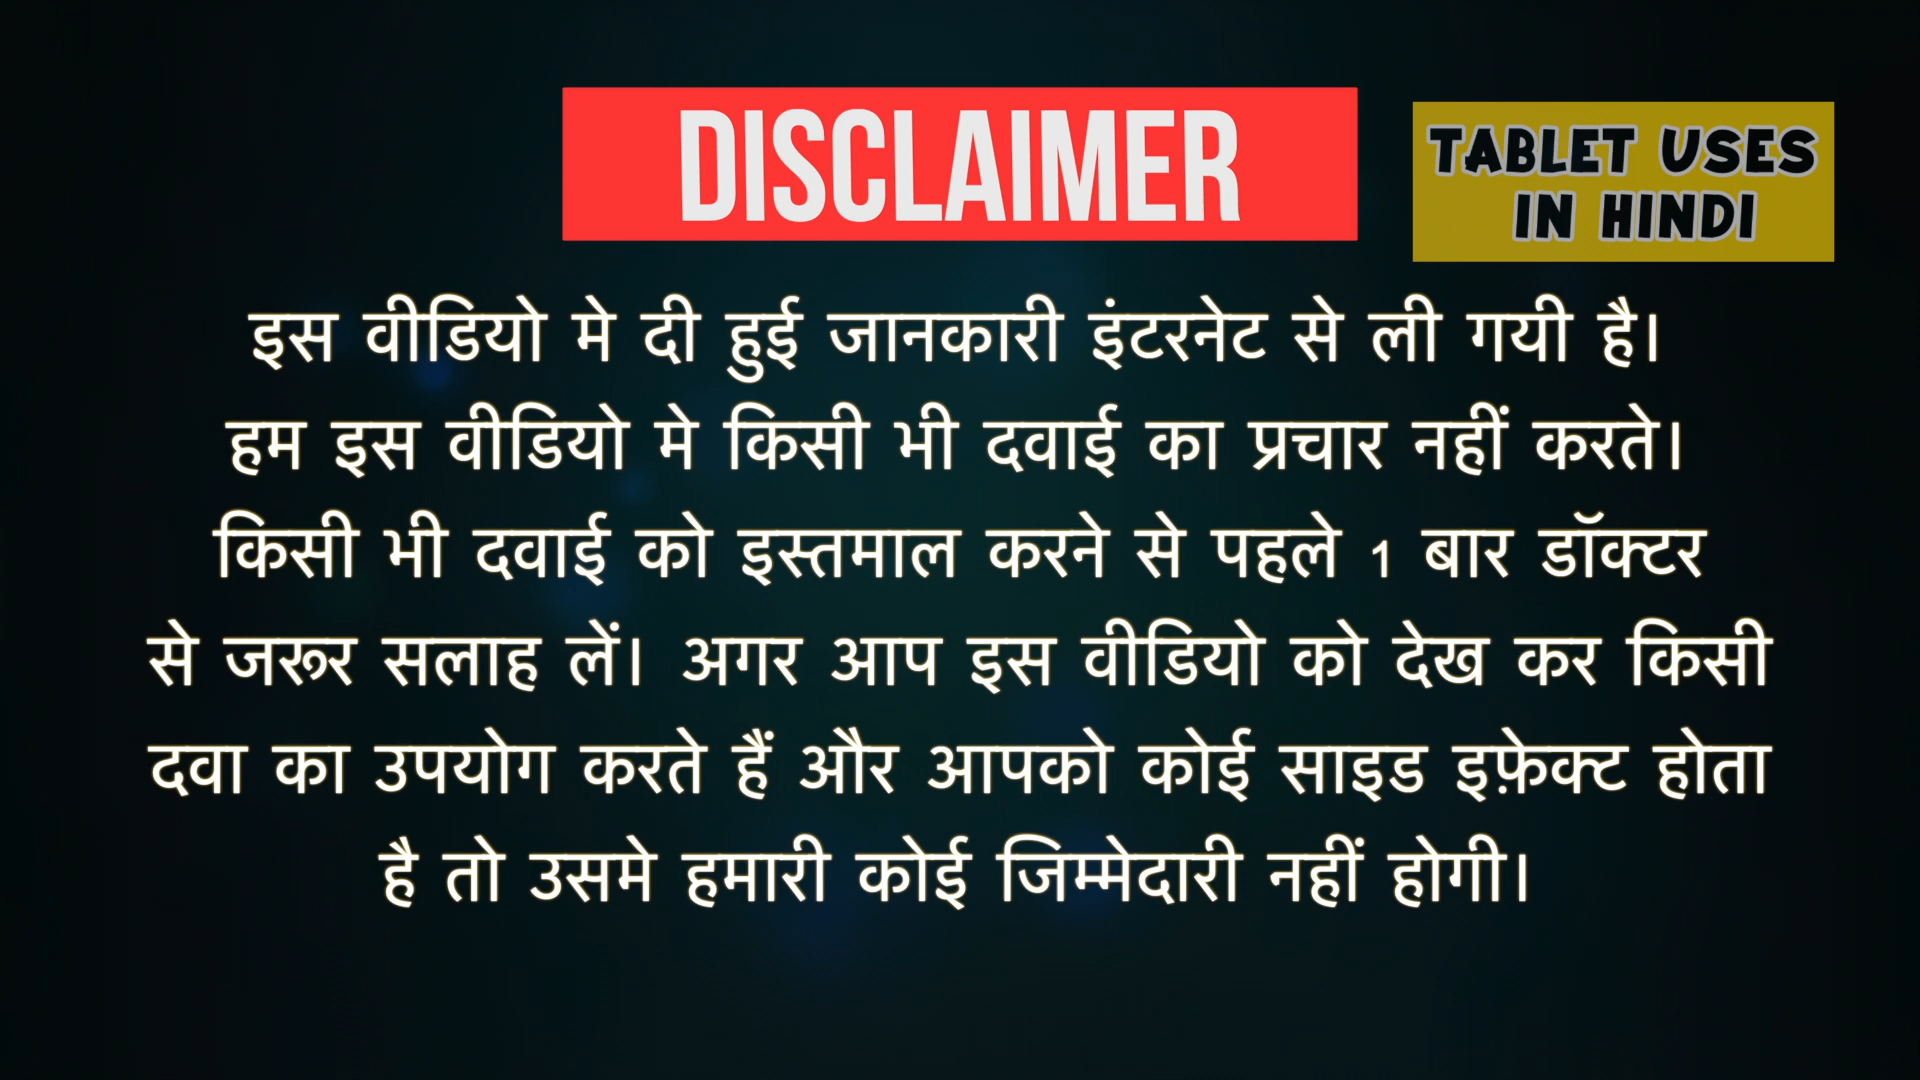 DISCLAIMER
TABLET USES
IN HINDI
इस वीडियो मे दी हुई जानकारी इंटरनेट से ली गयी है।
हम इस वीडियो मे किसी भी दवाई का प्रचार नहीं करते।
किसी भी दवाई को इस्तमाल करने से पहले 1 बार डॉक्टर
से जरूर सलाह लें। अगर आप इस वीडियो को देख कर किसी
दवा का उपयोग करते हैं और आपको कोई साइड इफ़ेक्ट होता
है तो उसमे हमारी कोई जिम्मेदारी नहीं होगी।